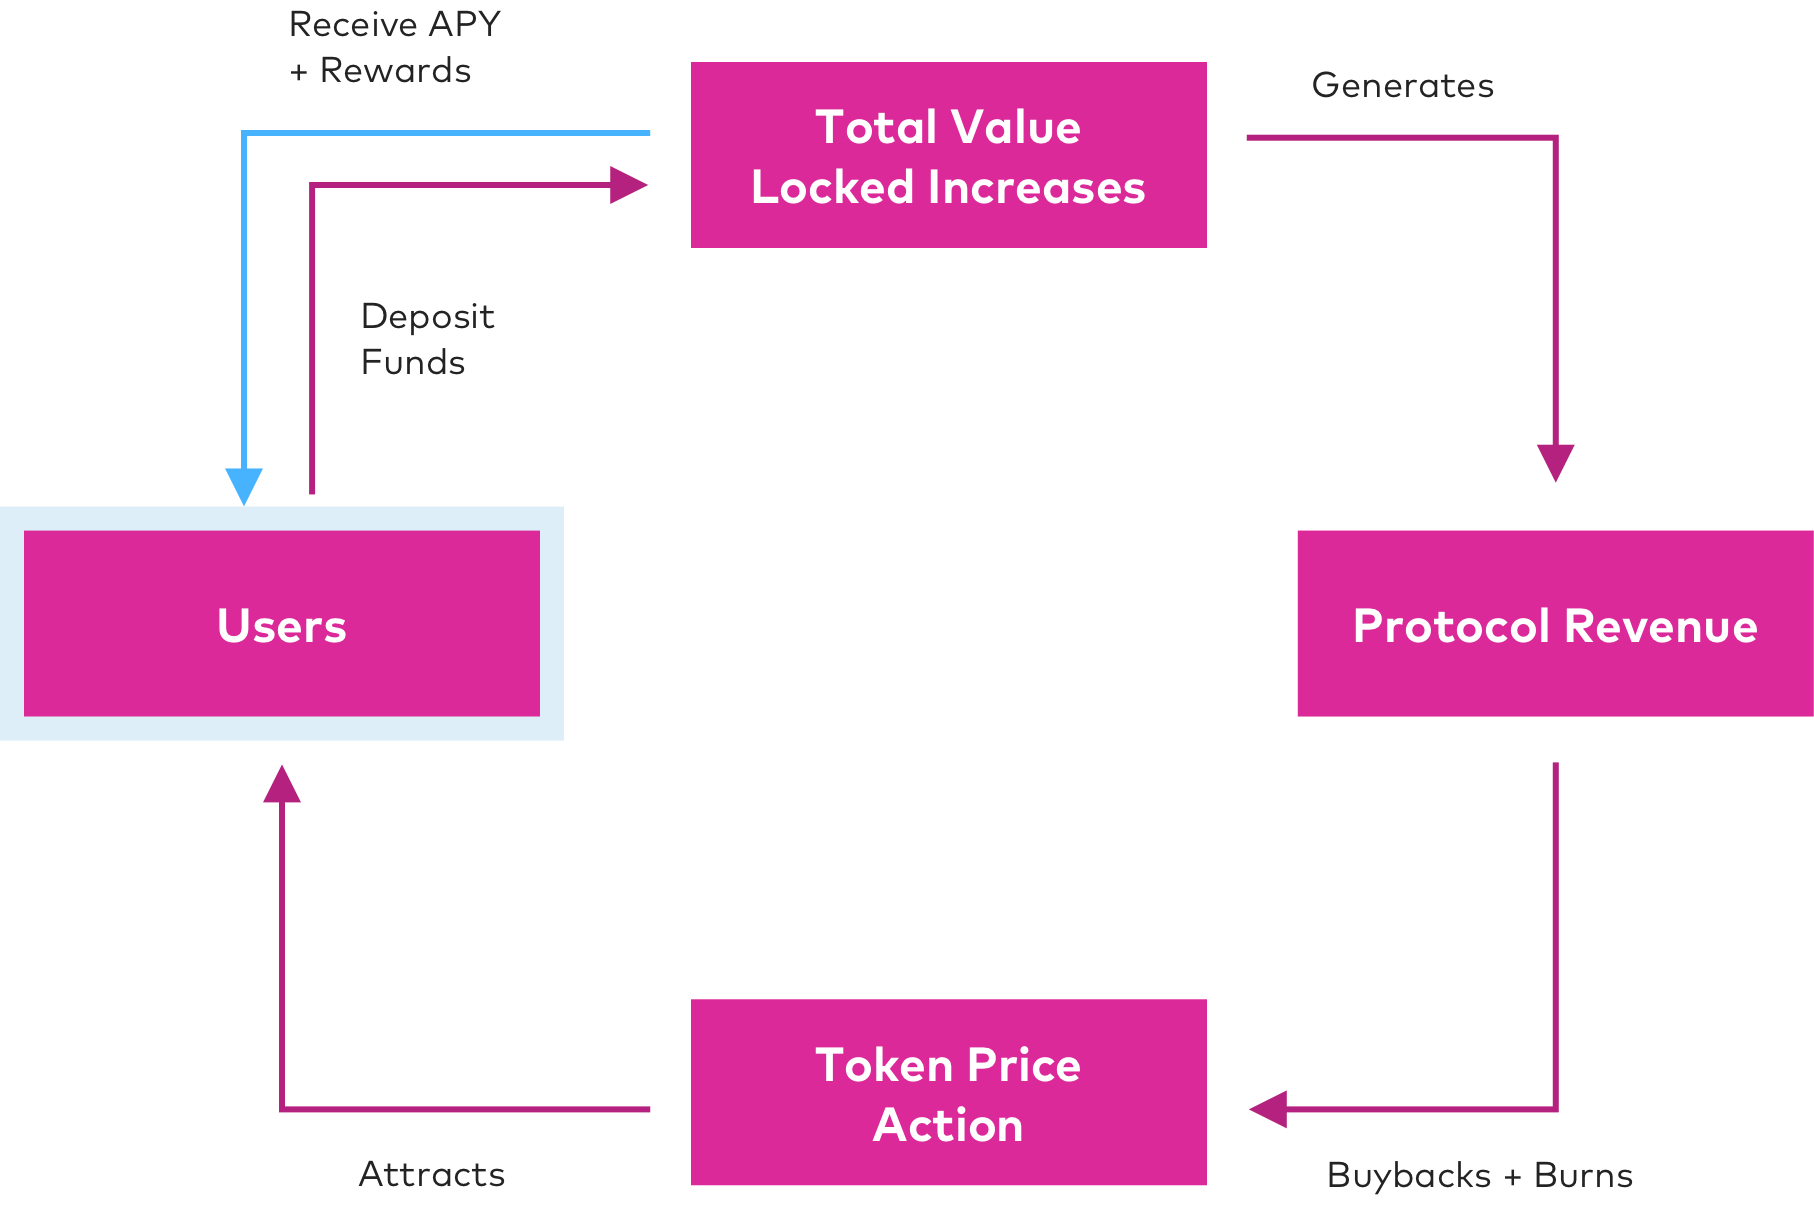 Receive APY
+ Rewards
Total Value
Locked Increases
Generates
Deposit
Funds
Users
Protocol Revenue
Token Price
Action
Attracts
Buybacks + Burns